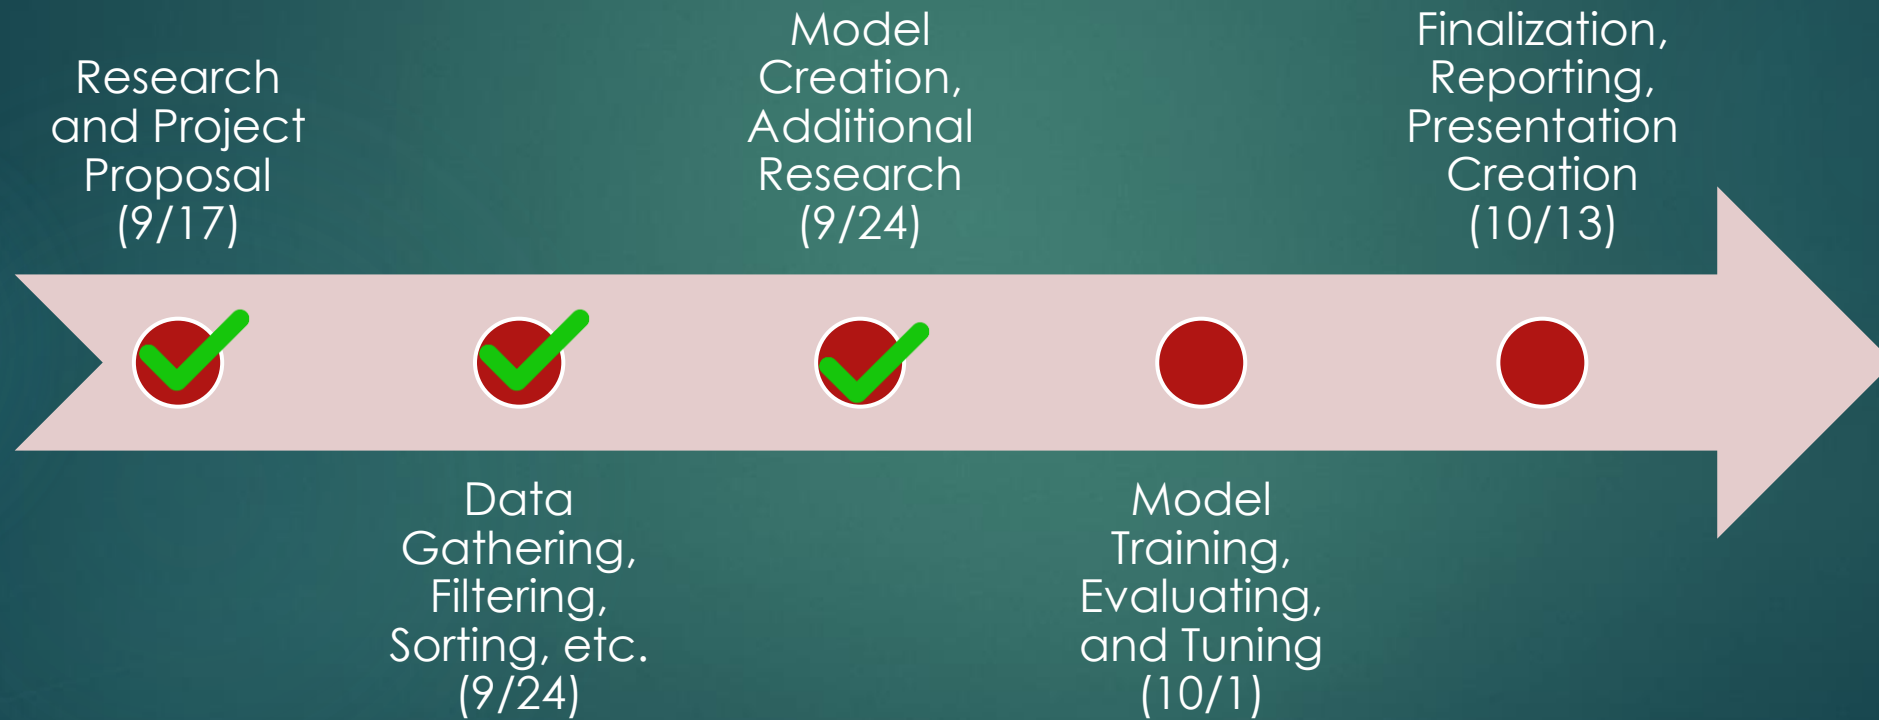 Research
and Project
Proposal
(9/17)
Data
Gathering,
Filtering,
Sorting, etc.
(9/24)
Model
Creation,
Additional
Research
(9/24)
Model
Training,
Evaluating,
and Tuning
(10/1)
Finalization,
Reporting,
Presentation
Creation
(10/13)